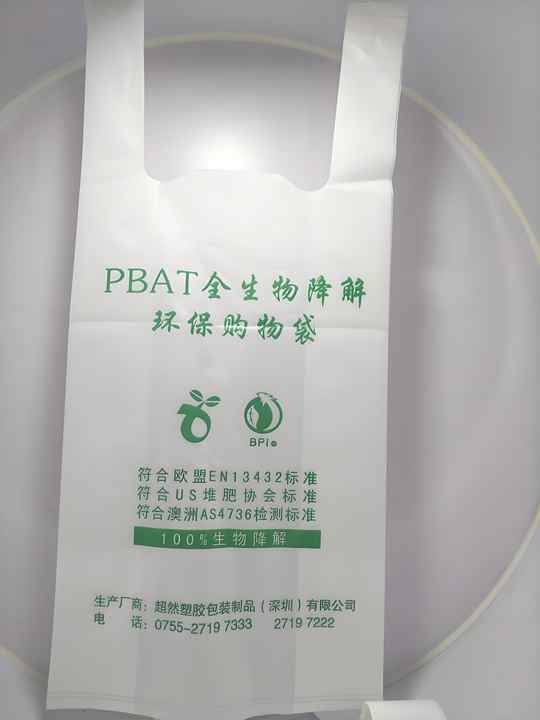 PBAT全生物降解
环保购物袋
BPI
符合欧盟EN13432标准
符合US堆肥协会标准
符合澳洲AS4736检测标准
100%生物降解
生产厂商：超然塑胶包装制品（深圳）有限公司
电 话：0755-2719 7333 2719 7222